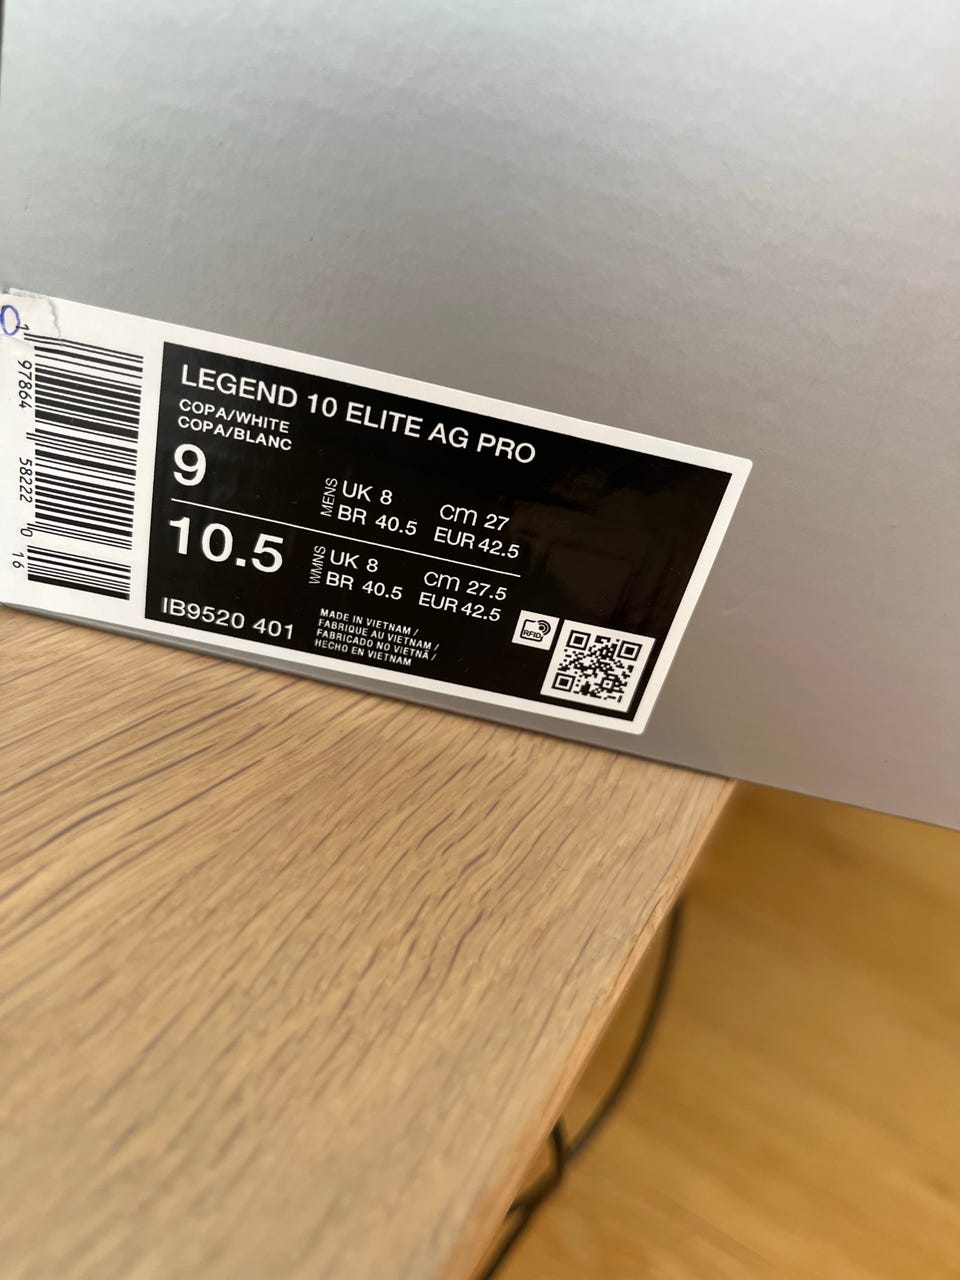 0
1 97864 58222 0 16
LEGEND 10 ELITE AG PRO
COPA/WHITE
COPA/BLANC
9
MENS
UK 8
BR 40.5
CM 27
EUR 42.5
10.5
WMNS
UK 8
BR 40.5
CM 27.5
EUR 42.5
IB9520 401
MADE IN VIETNAM /
FABRIQUE AU VIETNAM /
FABRICADO NO VIETNÃ /
HECHO EN VIETNAM
RFID